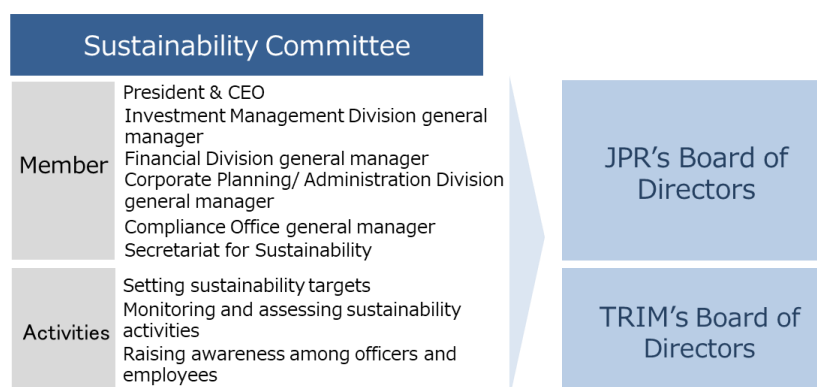 Sustainability Committee
Member
President & CEO
Investment Management Division general
manager
Financial Division general manager
Corporate Planning/ Administration Division
general manager
Compliance Office general manager
Secretariat for Sustainability
Activities
Setting sustainability targets
Monitoring and assessing sustainability
activities
Raising awareness among officers and
employees
JPR's Board of
Directors
TRIM's Board of
Directors